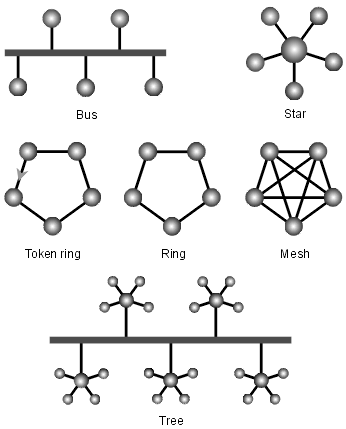 Bus
Star
Token ring
Ring
Mesh
Tree